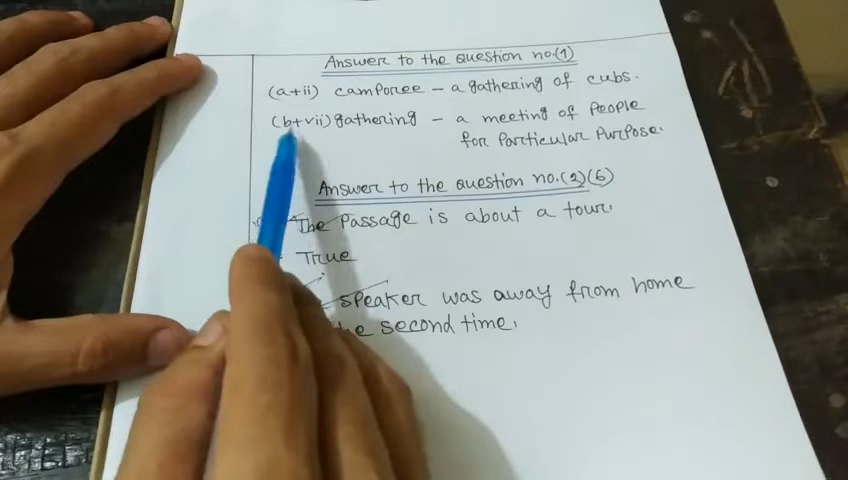 Answer to the question no.(1)
(a+ii) camporee – a gathering of cubs.
(b+vii) gathering – a meeting of People
for Particular Purpose.
Answer to the question no.(2)(6)
The Passage is about a tour.
True
speaker was away from home
the second time.